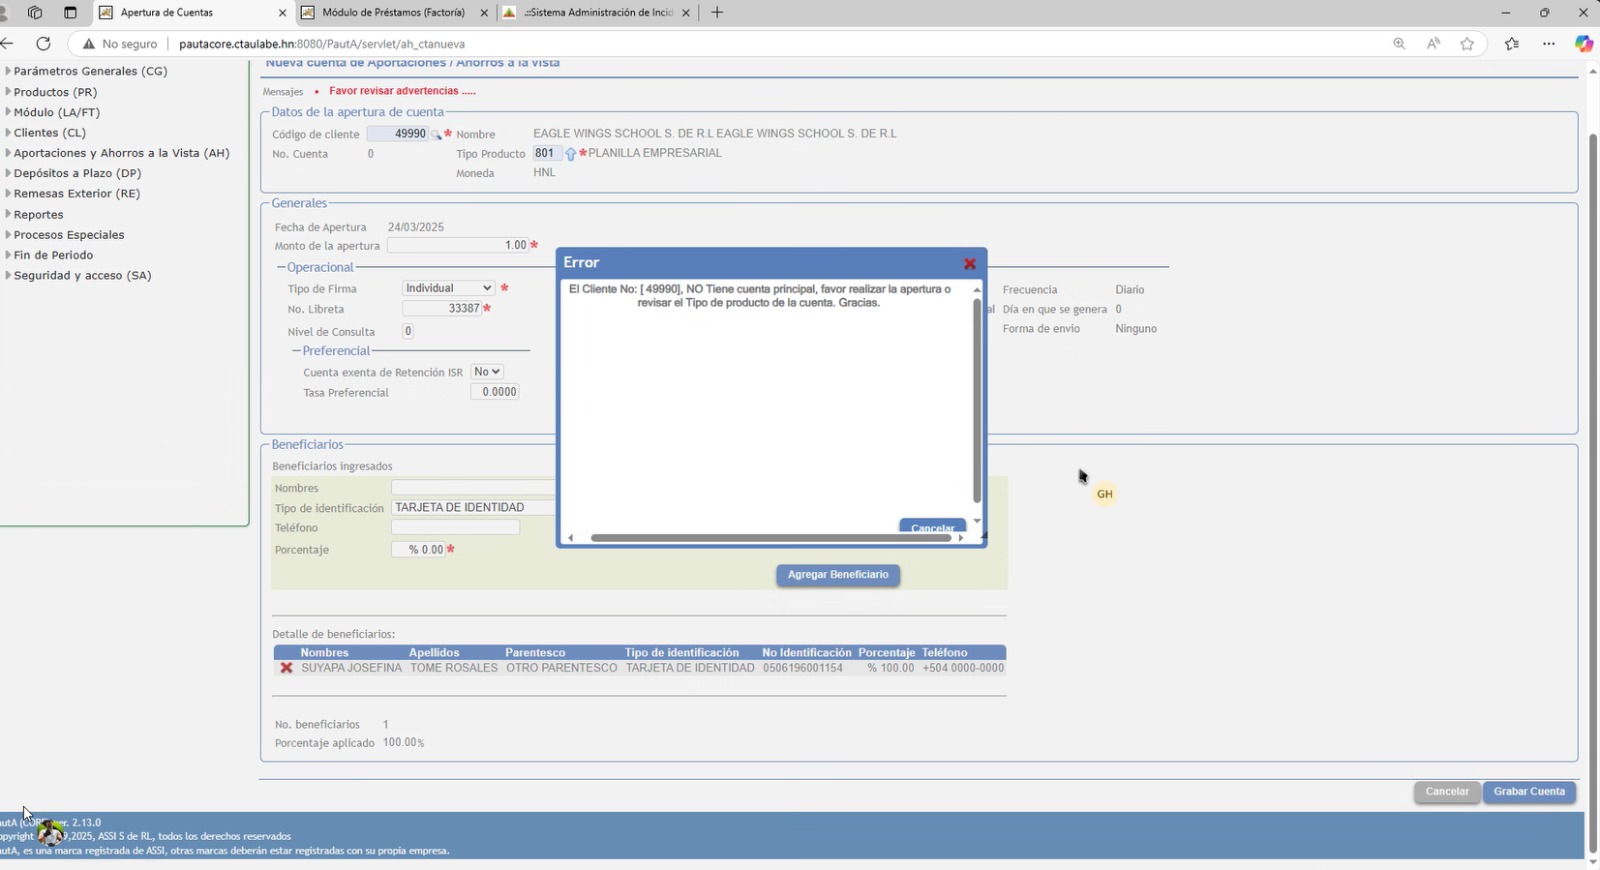 Apertura de Cuentas
Módulo de Préstamos (Factoría)
.::Sistema Administración de Incid
No seguro
pautacore.ctaulabe.hn:8080/PautA/servlet/ah_ctanueva
Parámetros Generales (CG)
Productos (PR)
Módulo (LA/FT)
Clientes (CL)
Aportaciones y Ahorros a la Vista (AH)
Depósitos a Plazo (DP)
Remesas Exterior (RE)
Reportes
Procesos Especiales
Fin de Periodo
Seguridad y acceso (SA)
Nueva cuenta de Aportaciones / Ahorros a la Vista
Mensajes • Favor revisar advertencias .....
Datos de la apertura de cuenta
Código de cliente 49990 * Nombre EAGLE WINGS SCHOOL S. DE R.L EAGLE WINGS SCHOOL S. DE R.L
No. Cuenta 0 Tipo Producto 801 *PLANILLA EMPRESARIAL
Moneda HNL
Generales
Fecha de Apertura 24/03/2025
Monto de la apertura 1.00 *
Operacional
Tipo de Firma Individual *
No. Libreta 33387 *
Nivel de Consulta 0
Preferencial
Cuenta exenta de Retención ISR No
Tasa Preferencial 0.0000
Frecuencia Diario
al Día en que se genera 0
Forma de envio Ninguno
Error
El Cliente No: [ 49990], NO Tiene cuenta principal, favor realizar la apertura o
revisar el Tipo de producto de la cuenta. Gracias.
Cancelar
Beneficiarios
Beneficiarios ingresados
Nombres
Tipo de identificación TARJETA DE IDENTIDAD
Teléfono
Porcentaje % 0.00 *
GH
Agregar Beneficiario
Detalle de beneficiarios:
Nombres Apellidos Parentesco Tipo de identificación No Identificación Porcentaje Teléfono
SUYAPA JOSEFINA TOME ROSALES OTRO PARENTESCO TARJETA DE IDENTIDAD 0506196001154 % 100.00 +504 0000-0000
No. beneficiarios 1
Porcentaje aplicado 100.00%
Cancelar Grabar Cuenta
autA (COR er. 2.13.0
opyright 9,2025, ASSI S de RL, todos los derechos reservados
autA, es una marca registrada de ASSI, otras marcas deberán estar registradas con su propia empresa.